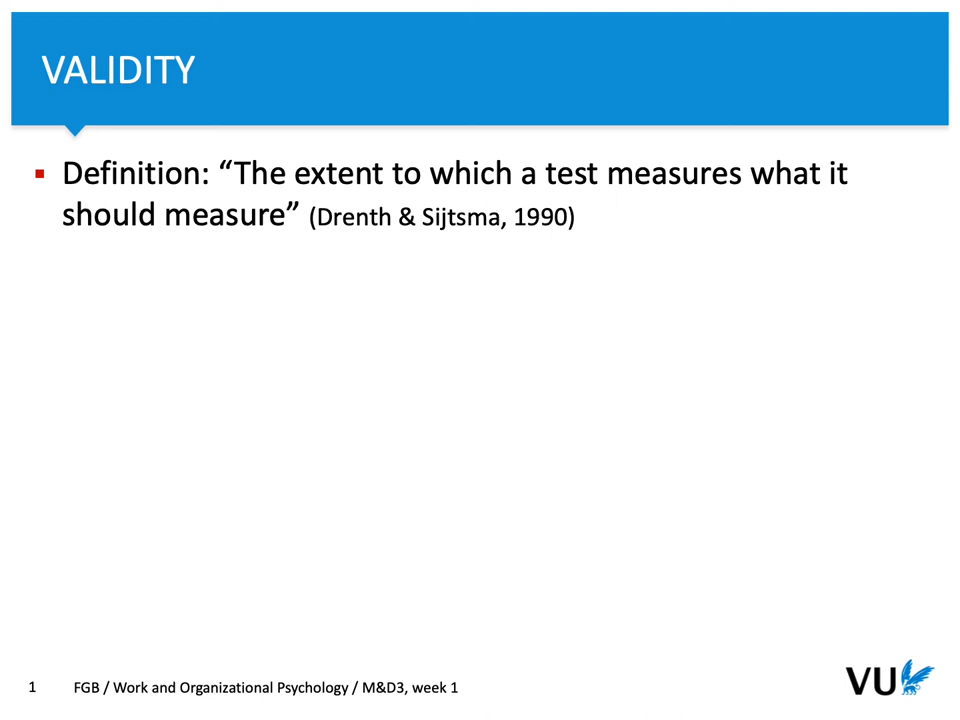 VALIDITY
▪ Definition: “The extent to which a test measures what it
should measure” (Drenth & Sijtsma, 1990)
1 FGB / Work and Organizational Psychology / M&D3, week 1
VU